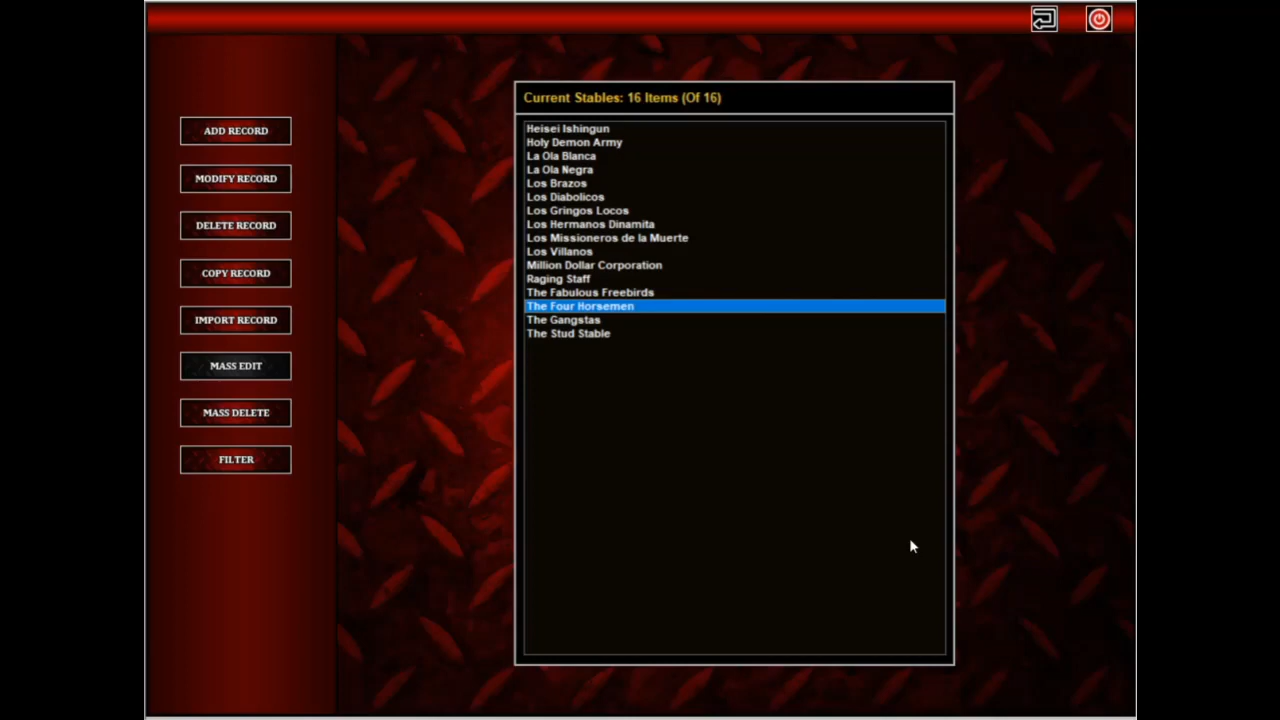 ADD RECORD
MODIFY RECORD
DELETE RECORD
COPY RECORD
IMPORT RECORD
MASS EDIT
MASS DELETE
FILTER
Current Stables: 16 Items (Of 16)
Heisei Ishingun
Holy Demon Army
La Ola Blanca
La Ola Negra
Los Brazos
Los Diabolicos
Los Gringos Locos
Los Hermanos Dinamita
Los Missioneros de la Muerte
Los Villanos
Million Dollar Corporation
Raging Staff
The Fabulous Freebirds
The Four Horsemen
The Gangstas
The Stud Stable